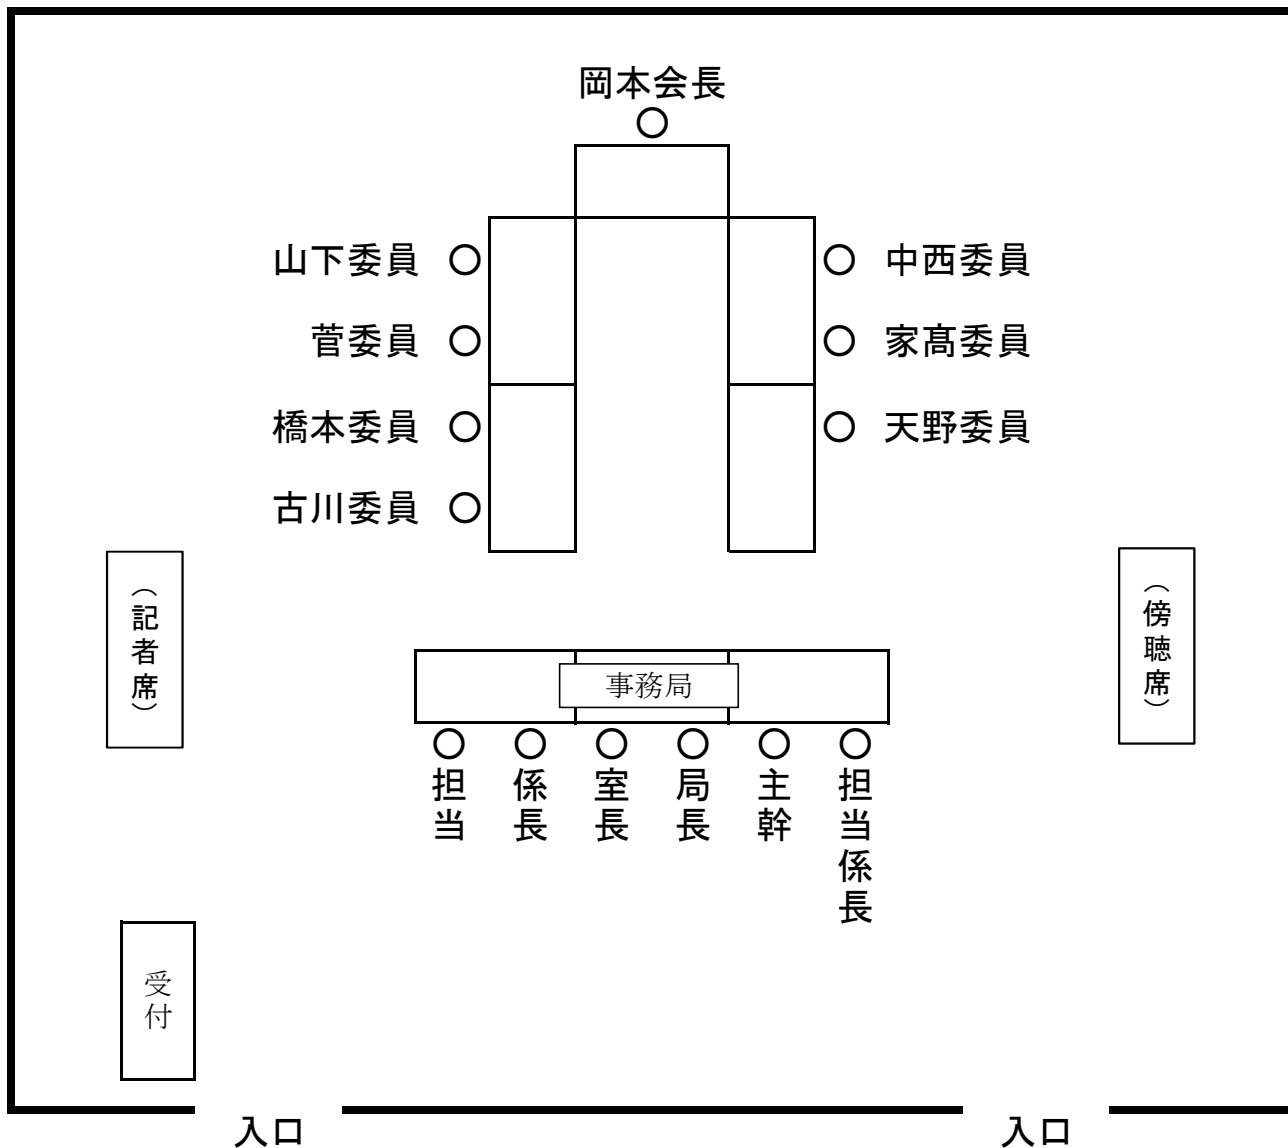 岡本会長
○
山下委員 ○
○ 中西委員
菅委員 ○
○ 家髙委員
橋本委員 ○
○ 天野委員
古川委員 ○
（記者席）
（傍聴席）
事務局
○ ○ ○ ○ ○ ○
担当
係長
室長
局長
主幹
担当係長
受付
入口
入口